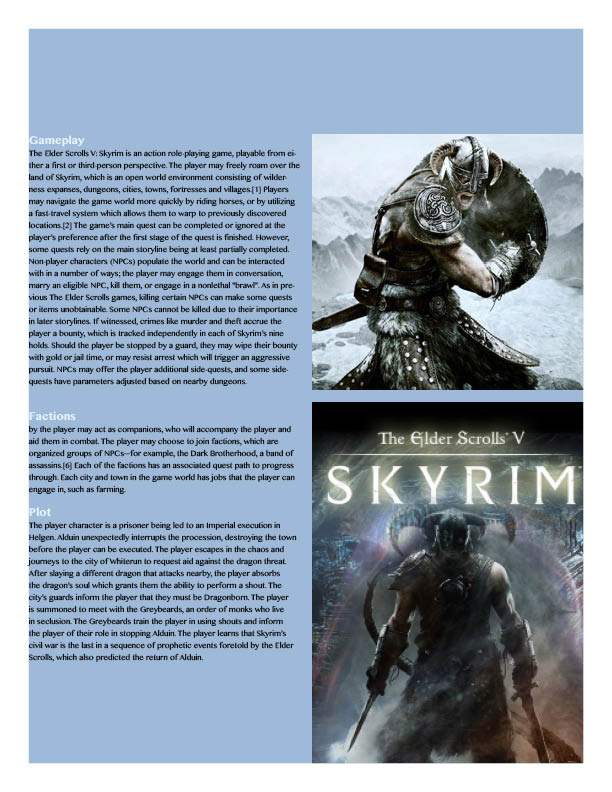 Gameplay
The Elder Scrolls V: Skyrim is an action role-playing game, playable from ei-
ther a first or third-person perspective. The player may freely roam over the
land of Skyrim, which is an open world environment consisting of wilder-
ness expanses, dungeons, cities, towns, fortresses and villages.[1] Players
may navigate the game world more quickly by riding horses, or by utilizing
a fast-travel system which allows them to warp to previously discovered
locations.[2] The game's main quest can be completed or ignored at the
player's preference after the first stage of the quest is finished. However,
some quests rely on the main storyline being at least partially completed.
Non-player characters (NPCs) populate the world and can be interacted
with in a number of ways; the player may engage them in conversation,
marry an eligible NPC, kill them, or engage in a nonlethal "brawl". As in pre-
vious The Elder Scrolls games, killing certain NPCs can make some quests
or items unobtainable. Some NPCs cannot be killed due to their importance
in later storylines. If witnessed, crimes like murder and theft accrue the
player a bounty, which is tracked independently in each of Skyrim's nine
holds. Should the player be stopped by a guard, they may wipe their bounty
with gold or jail time, or may resist arrest which will trigger an aggressive
pursuit. NPCs may offer the player additional side-quests, and some side-
quests have parameters adjusted based on nearby dungeons.
Factions
by the player may act as companions, who will accompany the player and
aid them in combat. The player may choose to join factions, which are
organized groups of NPCs—for example, the Dark Brotherhood, a band of
assassins.[6] Each of the factions has an associated quest path to progress
through. Each city and town in the game world has jobs that the player can
engage in, such as farming.
Plot
The player character is a prisoner being led to an Imperial execution in
Helgen. Alduin unexpectedly interrupts the procession, destroying the town
before the player can be executed. The player escapes in the chaos and
journeys to the city of Whiterun to request aid against the dragon threat.
After slaying a different dragon that attacks nearby, the player absorbs
the dragon's soul which grants them the ability to perform a shout. The
city's guards inform the player that they must be Dragonborn. The player
is summoned to meet with the Greybeards, an order of monks who live
in seclusion. The Greybeards train the player in using shouts and inform
the player of their role in stopping Alduin. The player learns that Skyrim's
civil war is the last in a sequence of prophetic events foretold by the Elder
Scrolls, which also predicted the return of Alduin.
The Elder Scrolls® V
SKYRIM